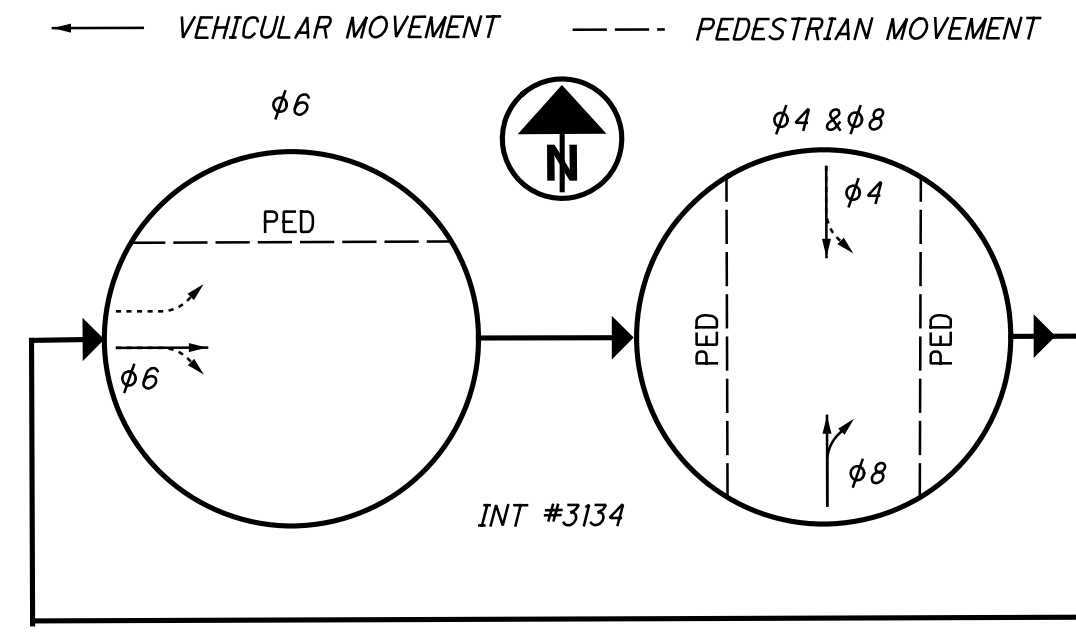 VEHICULAR MOVEMENT
PEDESTRIAN MOVEMENT
ϕ6
N
ϕ4 &ϕ8
PED
ϕ6
ϕ4
PED
PED
ϕ8
INT #3134